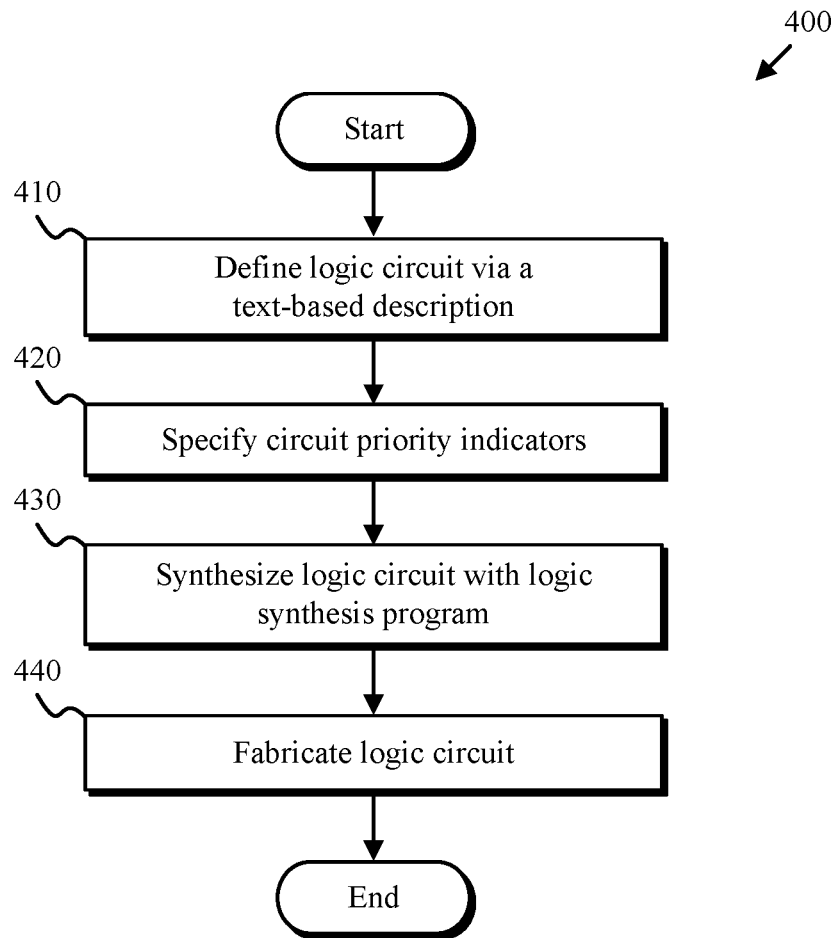 400
Start
410
Define logic circuit via a
text-based description
420
Specify circuit priority indicators
430
Synthesize logic circuit with logic
synthesis program
440
Fabricate logic circuit
End